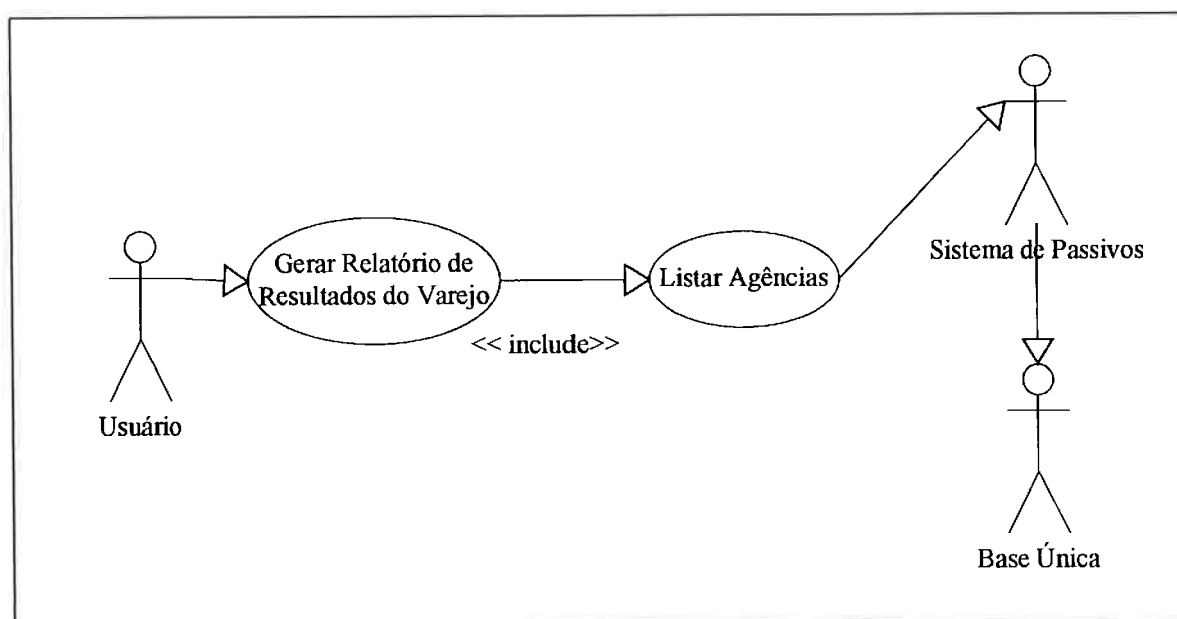 Gerar Relatório de
Resultados do Varejo
Listar Agências
Sistema de Passivos
<< include>>
Usuário
Base Única